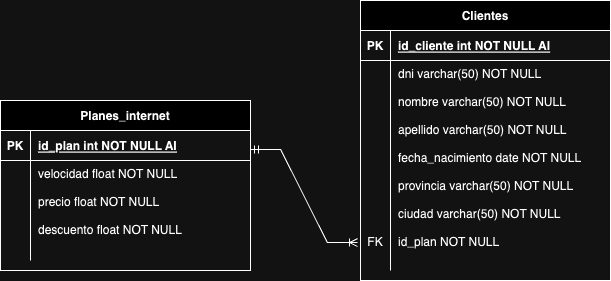 Planes_internet
PK id_plan int NOT NULL AI
velocidad float NOT NULL
precio float NOT NULL
descuento float NOT NULL
Clientes
PK id_cliente int NOT NULL AI
dni varchar(50) NOT NULL
nombre varchar(50) NOT NULL
apellido varchar(50) NOT NULL
fecha_nacimiento date NOT NULL
provincia varchar(50) NOT NULL
ciudad varchar(50) NOT NULL
FK id_plan NOT NULL